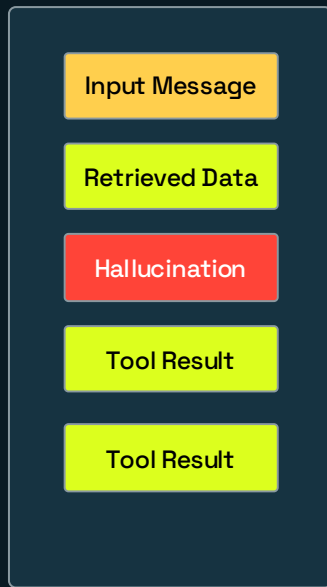 Input Message
Retrieved Data
Hallucination
Tool Result
Tool Result